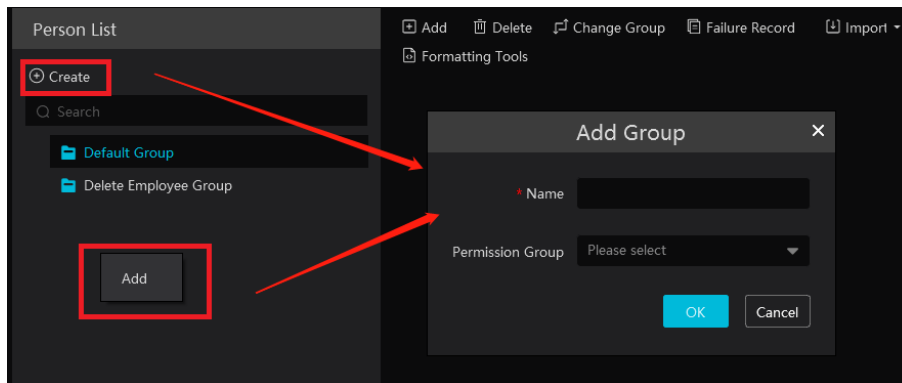 Person List
Create
Search
Default Group
Delete Employee Group
Add
Add Delete Change Group Failure Record Import
Formatting Tools
Add Group
* Name
Permission Group Please select
OK Cancel